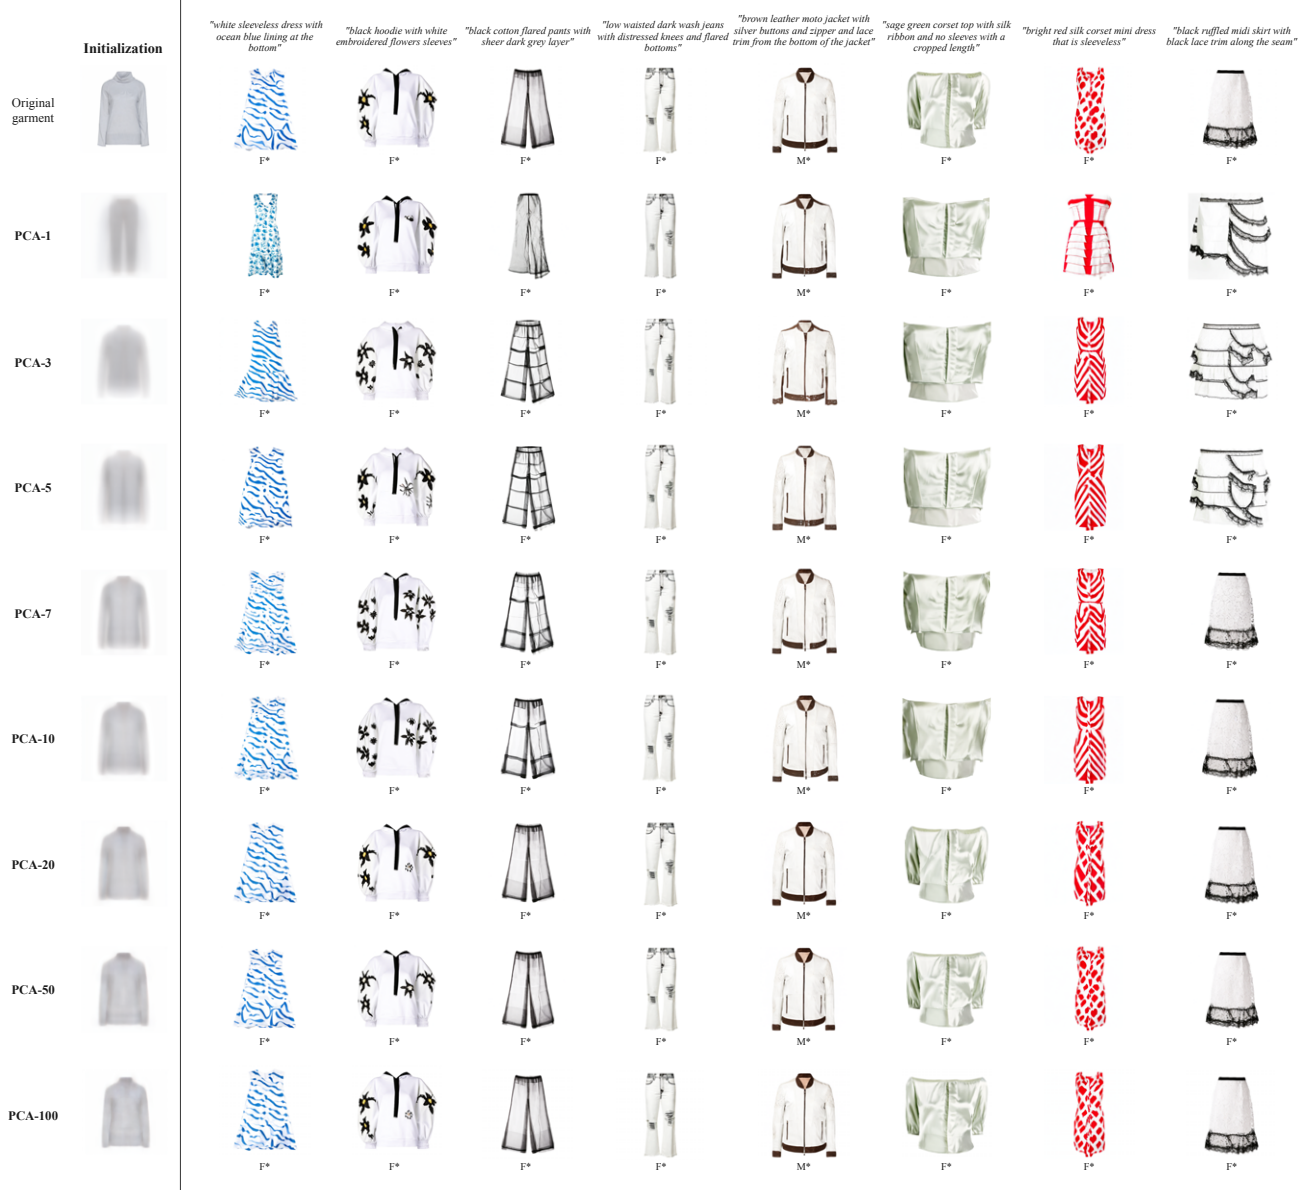 Initialization
"white sleeveless dress with
ocean blue lining at the
bottom"
"black hoodie with white
embroidered flowers sleeves"
"black cotton flared pants with
sheer dark grey layer"
"low waisted dark wash jeans
with distressed knees and flared
bottoms"
"brown leather moto jacket with
silver buttons and zipper and lace
trim from the bottom of the jacket"
"sage green corset top with silk
ribbon and no sleeves with a
cropped length"
"bright red silk corset mini dress
that is sleeveless"
"black ruffled midi skirt with
black lace trim along the seam"
Original
garment
F* F* F* F* M* F* F* F*
PCA-1
F* F* F* F* M* F* F* F*
PCA-3
F* F* F* F* M* F* F* F*
PCA-5
F* F* F* F* M* F* F* F*
PCA-7
F* F* F* F* M* F* F* F*
PCA-10
F* F* F* F* M* F* F* F*
PCA-20
F* F* F* F* M* F* F* F*
PCA-50
F* F* F* F* M* F* F* F*
PCA-100
F* F* F* F* M* F* F* F*